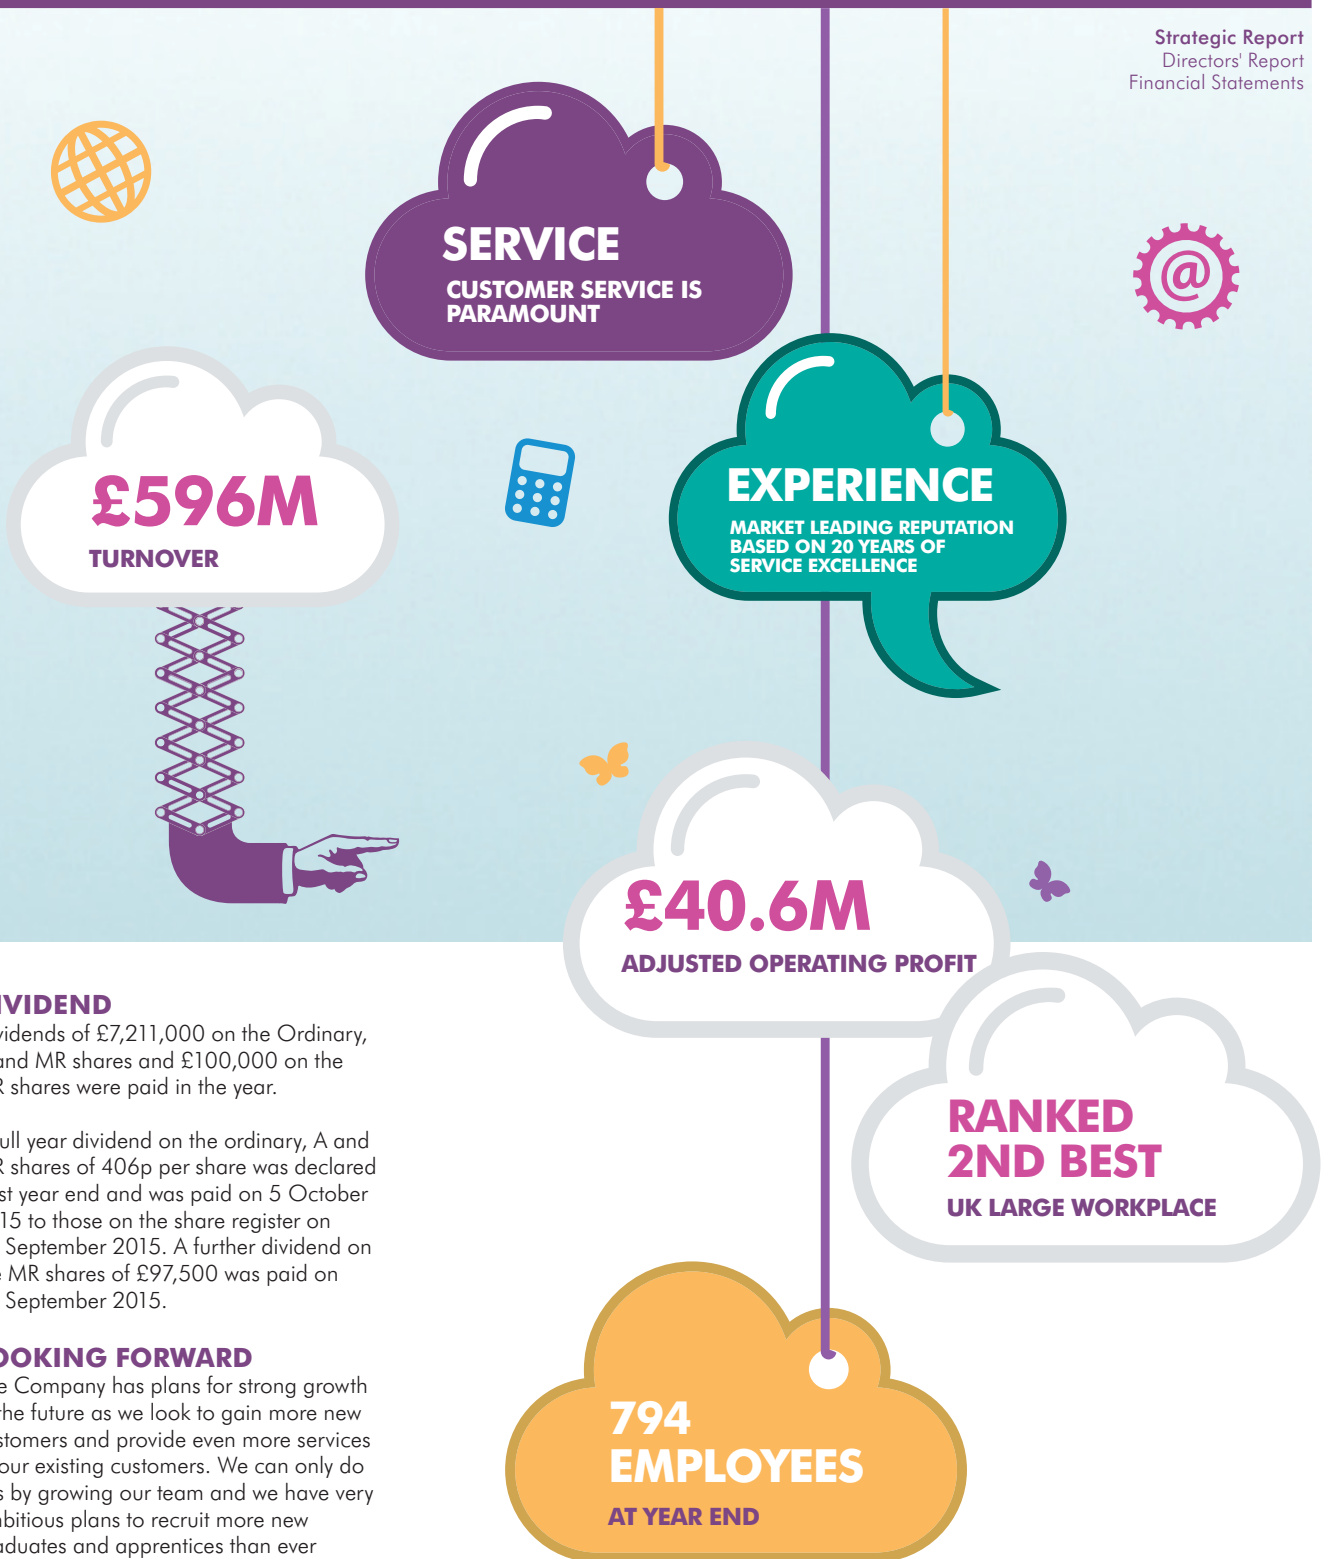 Strategic Report
Directors' Report
Financial Statements
SERVICE
CUSTOMER SERVICE IS
PARAMOUNT
£596M
TURNOVER
@
EXPERIENCE
MARKET LEADING REPUTATION
BASED ON 20 YEARS OF
SERVICE EXCELLENCE
£40.6M
ADJUSTED OPERATING PROFIT
RANKED
2ND BEST
UK LARGE WORKPLACE
794
EMPLOYEES
AT YEAR END
IVIDEND
vidends of £7,211,000 on the Ordinary,
and MR shares and £100,000 on the
R shares were paid in the year.
ull year dividend on the ordinary, A and
R shares of 406p per share was declared
st year end and was paid on 5 October
15 to those on the share register on
September 2015. A further dividend on
e MR shares of £97,500 was paid on
September 2015.
OOKING FORWARD
e Company has plans for strong growth
the future as we look to gain more new
stomers and provide even more services
our existing customers. We can only do
s by growing our team and we have very
bitious plans to recruit more new
aduates and apprentices than ever